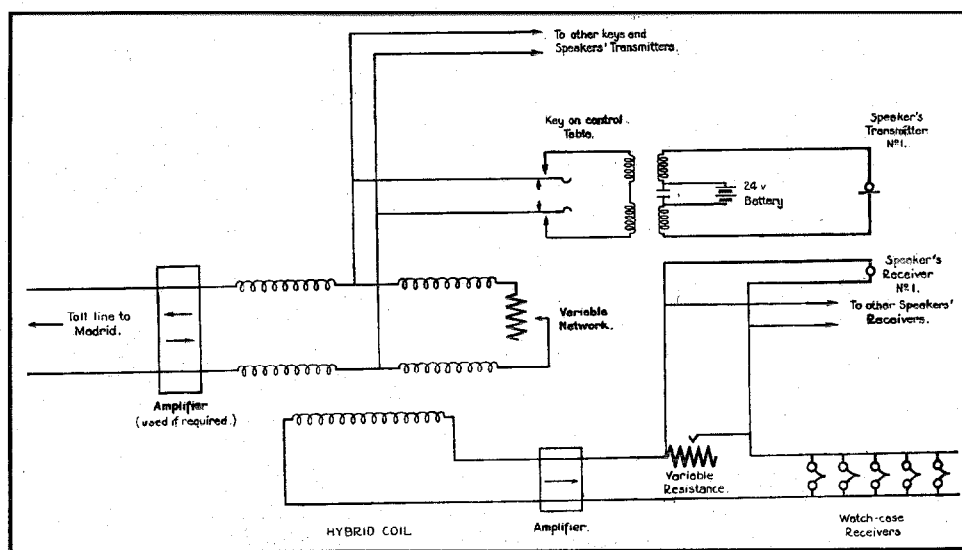 To other keys and
Speakers' Transmitters.
Key on control
Table.
Speaker's
Transmitter
Nº1.
24 v
Battery
Speaker's
Receiver
Nº1.
To other Speakers'
Receivers.
Toll line to
Madrid.
Variable
Network.
Amplifier
(used if required.)
Variable
Resistance.
HYBRID COIL
Amplifier.
Watch-case
Receivers